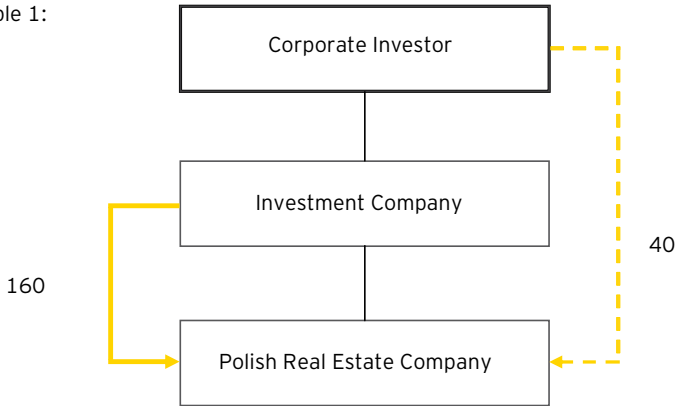 ple 1:
Corporate Investor
Investment Company
40
160
Polish Real Estate Company